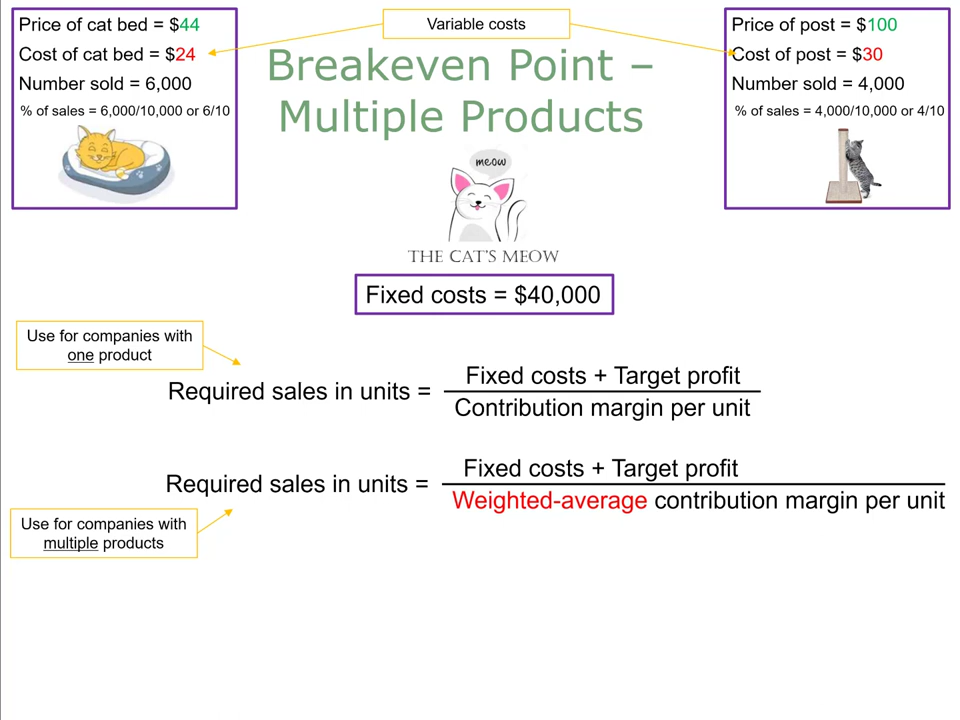 Price of cat bed = $44
Cost of cat bed = $24
Number sold = 6,000
% of sales = 6,000/10,000 or 6/10
Variable costs
Price of post = $100
Cost of post = $30
Number sold = 4,000
% of sales = 4,000/10,000 or 4/10
Breakeven Point –
Multiple Products
meow
THE CAT'S MEOW
Fixed costs = $40,000
Use for companies with
one product
Required sales in units =
Fixed costs + Target profit
Contribution margin per unit
Required sales in units =
Fixed costs + Target profit
Weighted-average contribution margin per unit
Use for companies with
multiple products